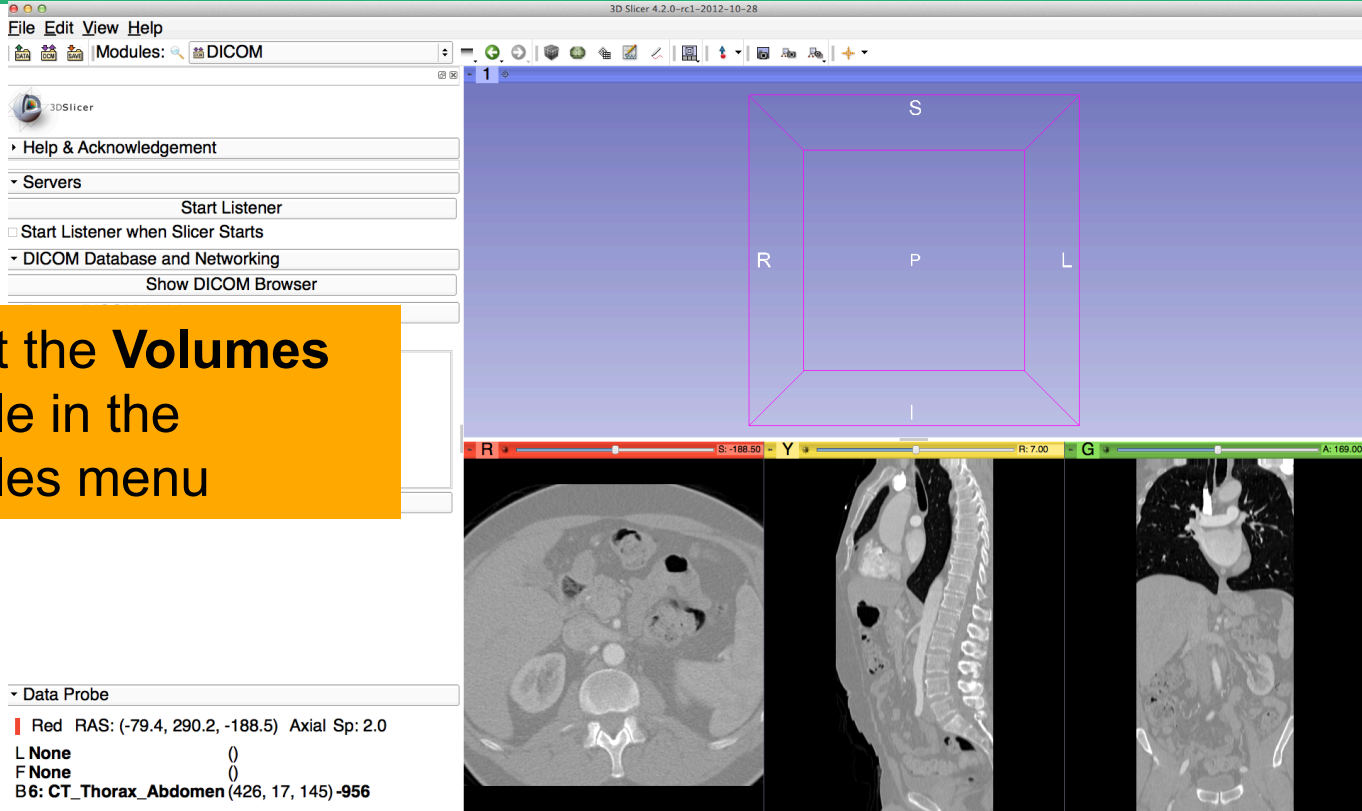 3D Slicer 4.2.0-rc1-2012-10-28
File Edit View Help
DATA DCM SAVE Modules: DICOM
1
3DSlicer
Help & Acknowledgement
Servers
Start Listener
Start Listener when Slicer Starts
DICOM Database and Networking
Show DICOM Browser
t the Volumes
le in the
les menu
S
R P L
I
R S: -188.50 Y R: 7.00 G A: 169.00
Data Probe
Red RAS: (-79.4, 290.2, -188.5) Axial Sp: 2.0
L None ()
F None ()
B 6: CT_Thorax_Abdomen (426, 17, 145) -956